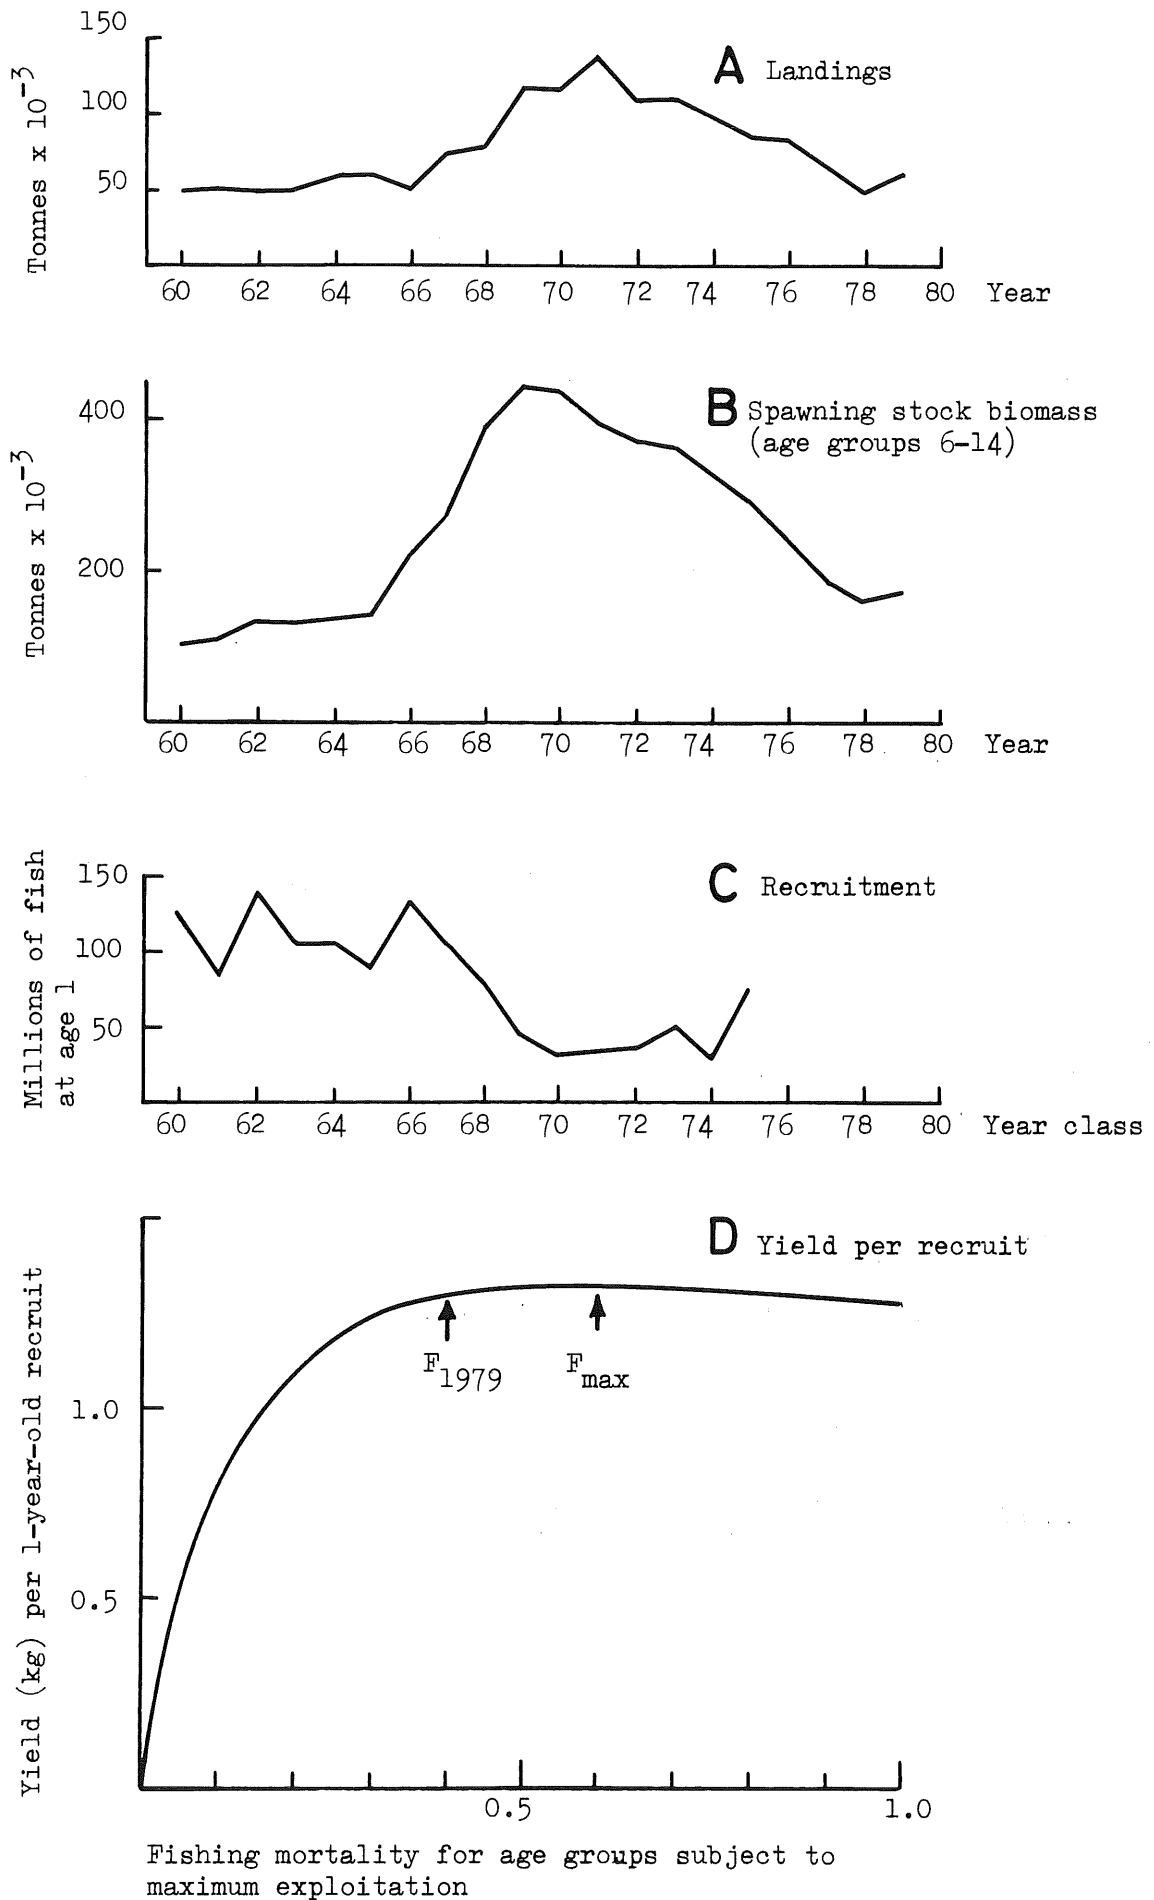 A Landings
Tonnes x 10⁻³
150
100
50
60 62 64 66 68 70 72 74 76 78 80 Year
B Spawning stock biomass
(age groups 6-14)
Tonnes x 10⁻³
400
200
60 62 64 66 68 70 72 74 76 78 80 Year
C Recruitment
Millions of fish
at age 1
150
100
50
60 62 64 66 68 70 72 74 76 78 80 Year class
D Yield per recruit
Yield (kg) per 1-year-old recruit
1.0
0.5
F1979
Fmax
0.5 1.0
Fishing mortality for age groups subject to
maximum exploitation